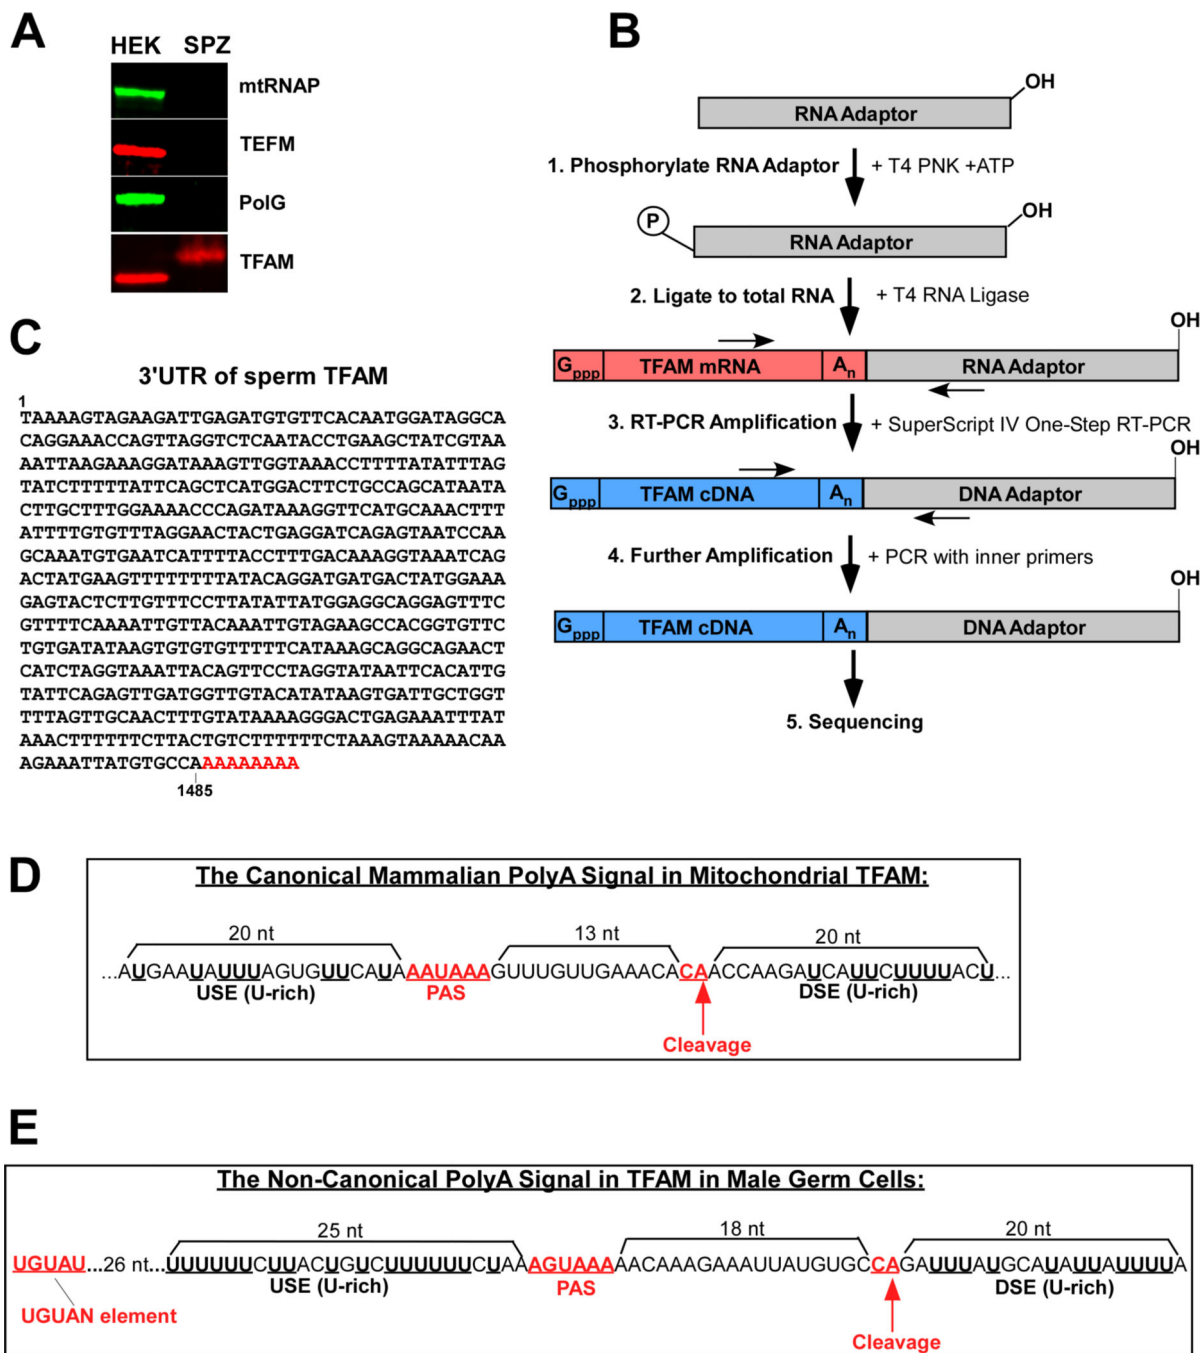 A
HEK SPZ
mtRNAP
TEFM
PolG
TFAM
B
RNA Adaptor
OH
1. Phosphorylate RNA Adaptor + T4 PNK +ATP
P
RNA Adaptor
OH
2. Ligate to total RNA + T4 RNA Ligase
OH
Gppp TFAM mRNA An RNA Adaptor
3. RT-PCR Amplification + SuperScript IV One-Step RT-PCR
OH
Gppp TFAM cDNA An DNA Adaptor
4. Further Amplification + PCR with inner primers
OH
Gppp TFAM cDNA An DNA Adaptor
5. Sequencing
C
3'UTR of sperm TFAM
1
TAAAAGTAGAAGATTGAGATGTGTTCACAATGGATAGGCA
CAGGAAACCAGTTAGGTCTCAATACCTGAAGCTATCGTAA
AATTAAGAAAGGATAAAGTTGGTAAACCTTTTATATTTAG
TATCTTTTTATTCAGCTCATGGACTTCTGCCAGCATAATA
CTTGCTTTGGAAAACCCAGATAAAGGTTCATGCAAACTTT
ATTTTGTGTTTAGGAACTACTGAGGATCAGAGTAATCCAA
GCAAATGTGAATCATTTTACCTTTGACAAAGGTAAATCAG
ACTATGAAGTTTTTTTTTATACAGGATGATGACTATGGAAA
GAGTACTCTTGTTTCCTTATATTATGGAGGCAGGAGTTTC
GTTTTCAAAATTGTTACAAATTGTAGAAGCCACGGTGTTC
TGTGATATAAGTGTGTGTTTTTCATAAAGCAGGCAGAACT
CATCTAGGTAAATTACAGTTCCTAGGTATAATTCACATTG
TATTCAGAGTTGATGGTTGTACATATAAGTGATTGCTGGT
TTTAGTTGCAACTTTGTATAAAAGGGACTGAGAAATTTAT
AAACTTTTTTCTTACTGTCTTTTTTCTAAAGTAAAAACAA
AGAAATTATGTGCCAAAAAAAAA
1485
D
The Canonical Mammalian PolyA Signal in Mitochondrial TFAM:
20 nt 13 nt 20 nt
...AUGAAUAUUUAGUGUUCAUAAAUAAAGUUUGUUGAAACACAACCAAGAUCAUUCUUUUACU...
USE (U-rich) PAS DSE (U-rich)
Cleavage
E
The Non-Canonical PolyA Signal in TFAM in Male Germ Cells:
25 nt 18 nt 20 nt
UGUAU...26 nt...UUUUUUCUUACUGUCUUUUUUCUAAAGUAAAAACAAAGAAAUUAUGUGCCAGAUUUAUGCAUAUUAUUUUA
USE (U-rich) PAS DSE (U-rich)
UGUAN element
Cleavage